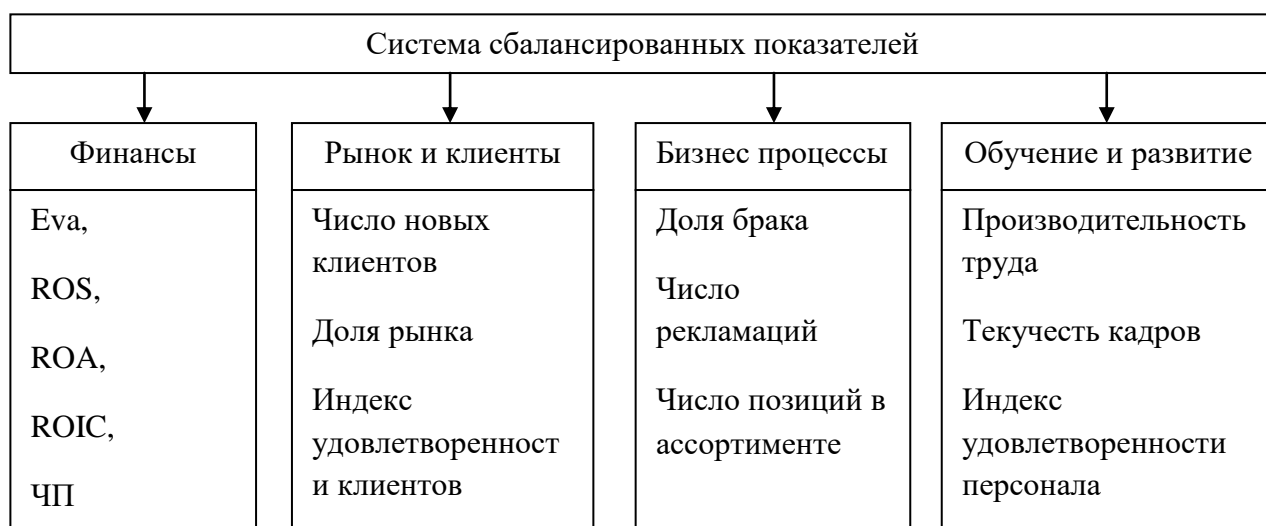 Система сбалансированных показателей
Финансы
Eva,
ROS,
ROA,
ROIC,
ЧП
Рынок и клиенты
Число новых
клиентов
Доля рынка
Индекс
удовлетворенност
и клиентов
Бизнес процессы
Доля брака
Число
рекламаций
Число позиций в
ассортименте
Обучение и развитие
Производительность
труда
Текучесть кадров
Индекс
удовлетворенности
персонала